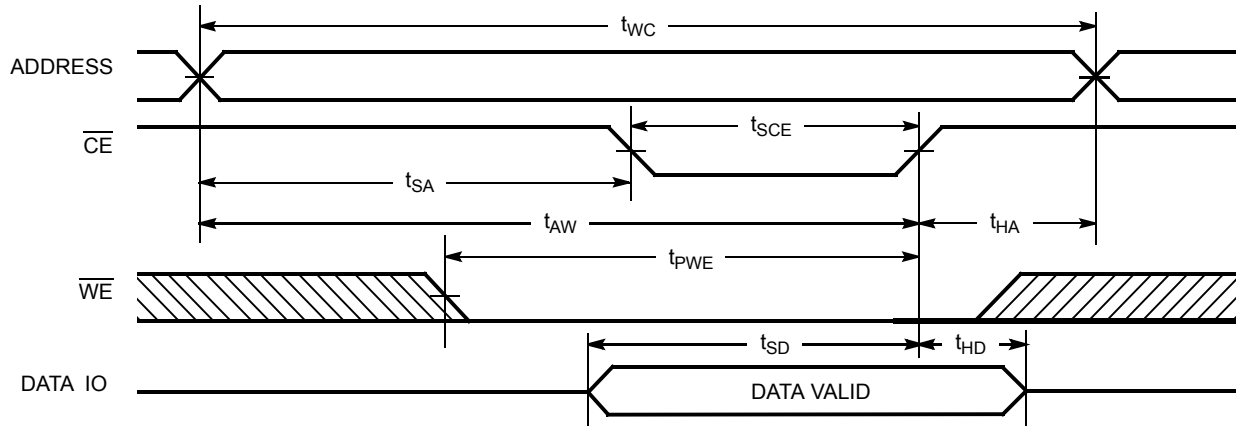 tWC
ADDRESS
CE
tSCE
tSA
tAW
tHA
tPWE
WE
tSD
tHD
DATA IO
DATA VALID